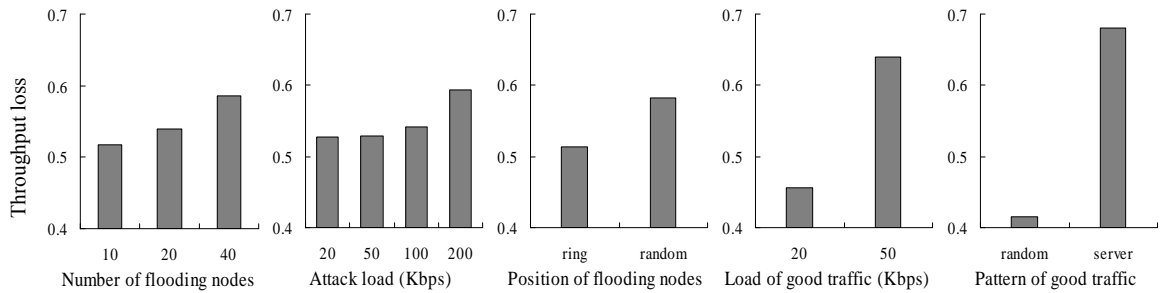 Throughput loss
0.7
0.6
0.5
0.4
10 20 40
Number of flooding nodes
0.7
0.6
0.5
0.4
20 50 100 200
Attack load (Kbps)
0.7
0.6
0.5
0.4
ring random
Position of flooding nodes
0.7
0.6
0.5
0.4
20 50
Load of good traffic (Kbps)
0.7
0.6
0.5
0.4
random server
Pattern of good traffic